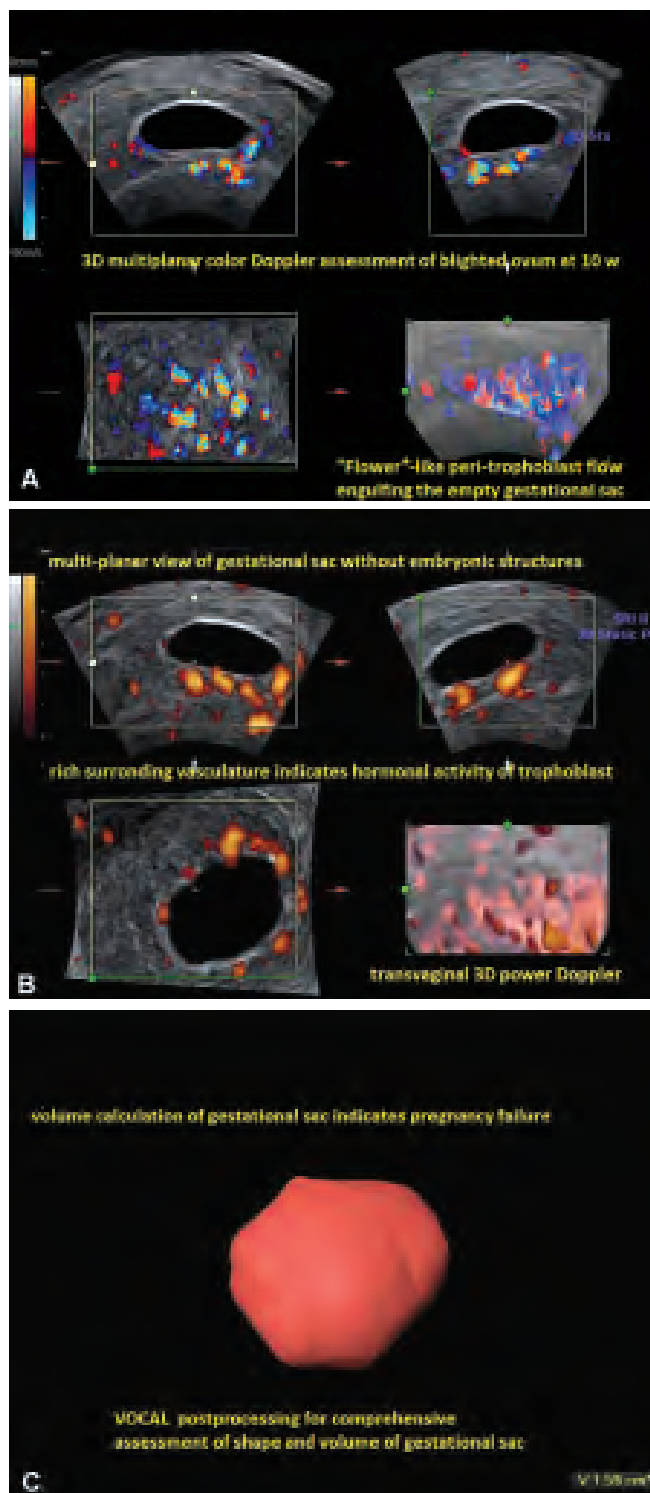 3D multiplanar color Doppler assessment of blighted ovum at 10 w
"Flower"-like peri-trophoblast flow
engulfing the empty gestational sac
A
multi-planer view of gestational sac without embryonic structures
rich surronding vasculature indicates hormonal activity of trophoblast
transvaginal 3D power Doppler
B
volume calculation of gestational sac indicates pregnancy failure
VOCAL postprocessing for comprehensive
assessment of shape and volume of gestational sac
C